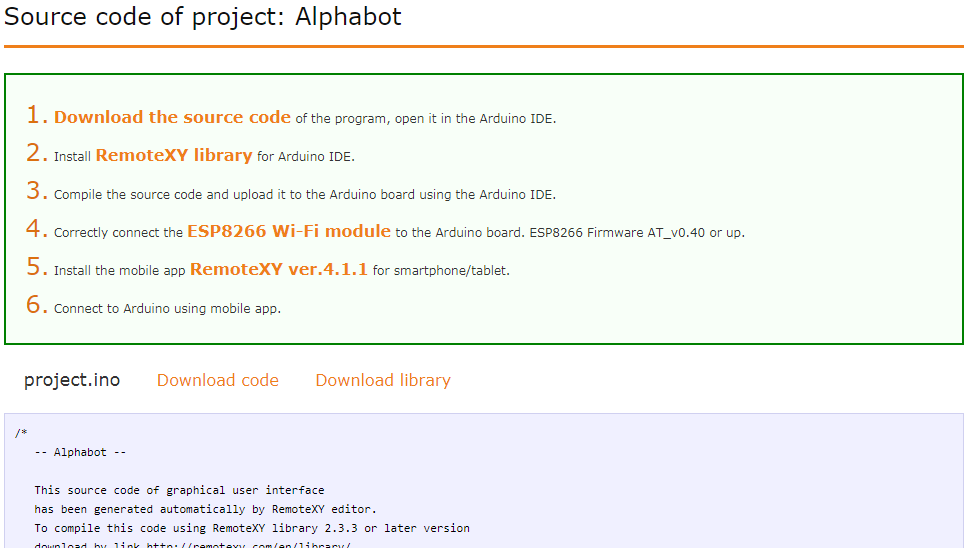 Source code of project: Alphabot
1. Download the source code of the program, open it in the Arduino IDE.
2. Install RemoteXY library for Arduino IDE.
3. Compile the source code and upload it to the Arduino board using the Arduino IDE.
4. Correctly connect the ESP8266 Wi-Fi module to the Arduino board. ESP8266 Firmware AT_v0.40 or up.
5. Install the mobile app RemoteXY ver.4.1.1 for smartphone/tablet.
6. Connect to Arduino using mobile app.
project.ino Download code Download library
/*
-- Alphabot --
This source code of graphical user interface
has been generated automatically by RemoteXY editor.
To compile this code using RemoteXY library 2.3.3 or later version
download by link http://remotexy.com/en/library/